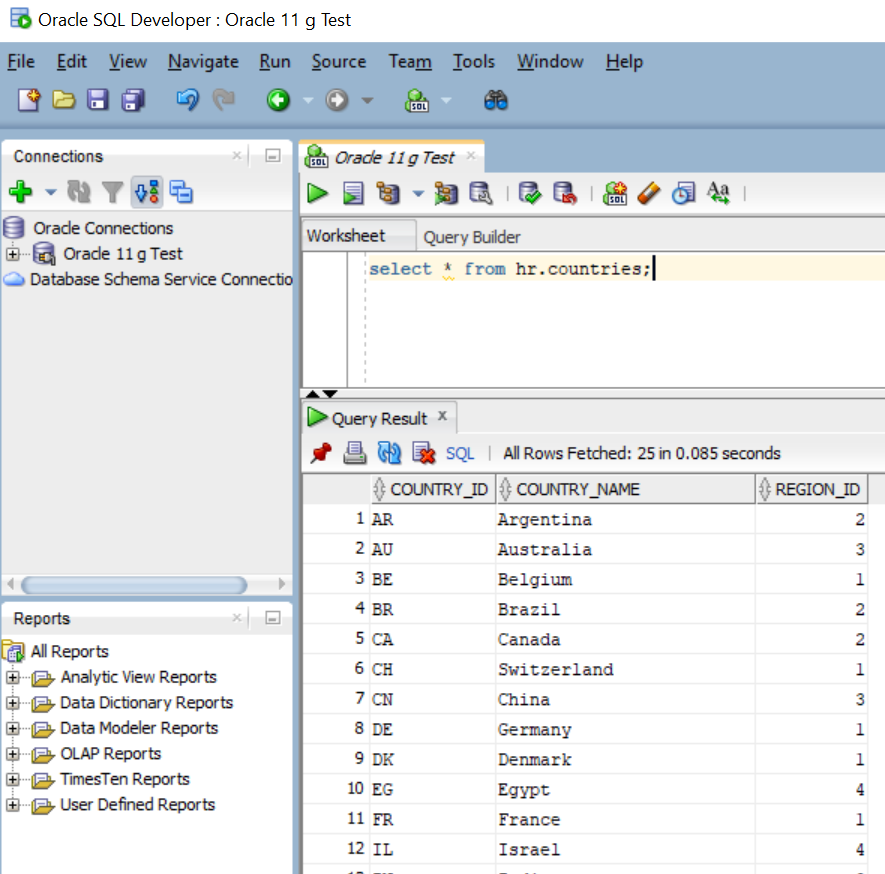 Oracle SQL Developer : Oracle 11 g Test
File Edit View Navigate Run Source Team Tools Window Help
SQL
Connections
Oracle Connections
Oracle 11 g Test
Database Schema Service Connectio
Reports
All Reports
Analytic View Reports
Data Dictionary Reports
Data Modeler Reports
OLAP Reports
TimesTen Reports
User Defined Reports
SQL Oracle 11 g Test
SQL Aa
Worksheet Query Builder
select * from hr.countries;
Query Result
SQL All Rows Fetched: 25 in 0.085 seconds
COUNTRY_ID COUNTRY_NAME REGION_ID
1 AR Argentina 2
2 AU Australia 3
3 BE Belgium 1
4 BR Brazil 2
5 CA Canada 2
6 CH Switzerland 1
7 CN China 3
8 DE Germany 1
9 DK Denmark 1
10 EG Egypt 4
11 FR France 1
12 IL Israel 4